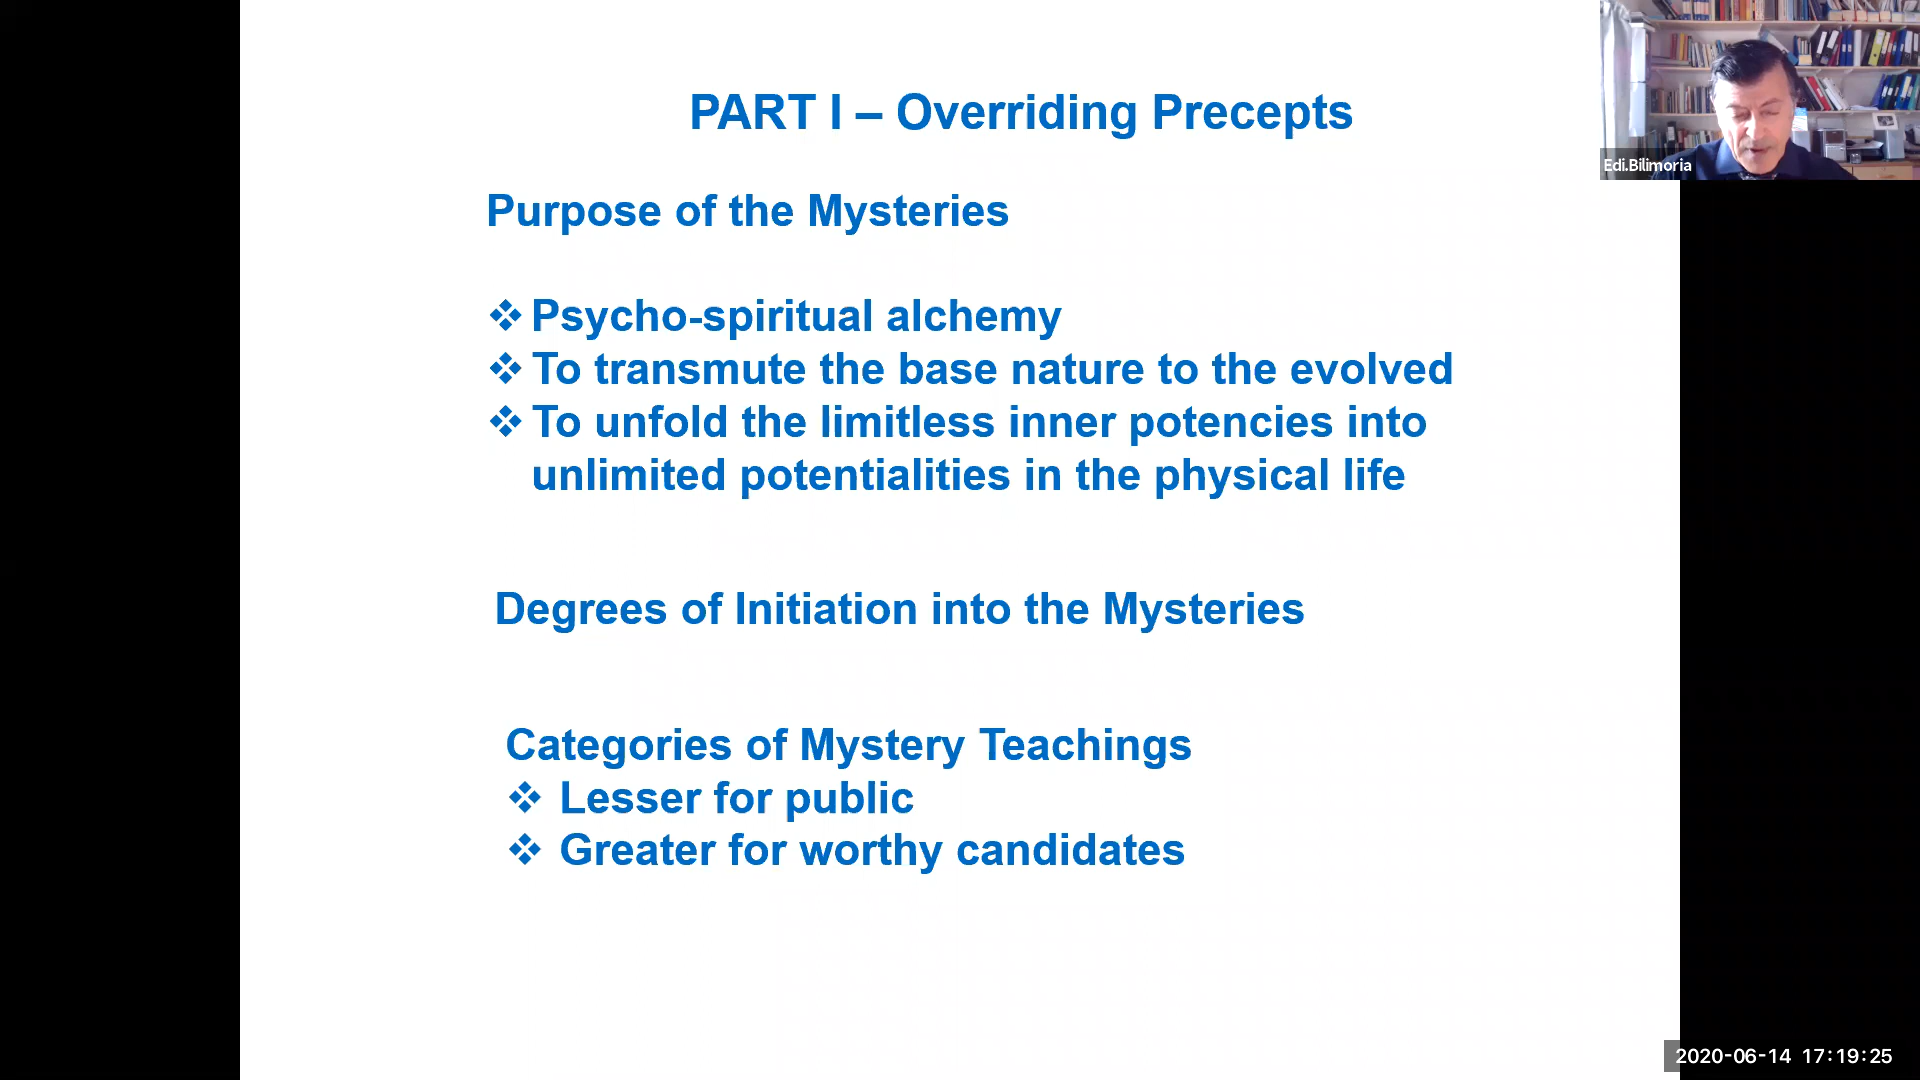 PART I – Overriding Precepts
Edi.Bilimoria
Purpose of the Mysteries
❖ Psycho-spiritual alchemy
❖ To transmute the base nature to the evolved
❖ To unfold the limitless inner potencies into
unlimited potentialities in the physical life
Degrees of Initiation into the Mysteries
Categories of Mystery Teachings
❖ Lesser for public
❖ Greater for worthy candidates
2020-06-14 17:19:25